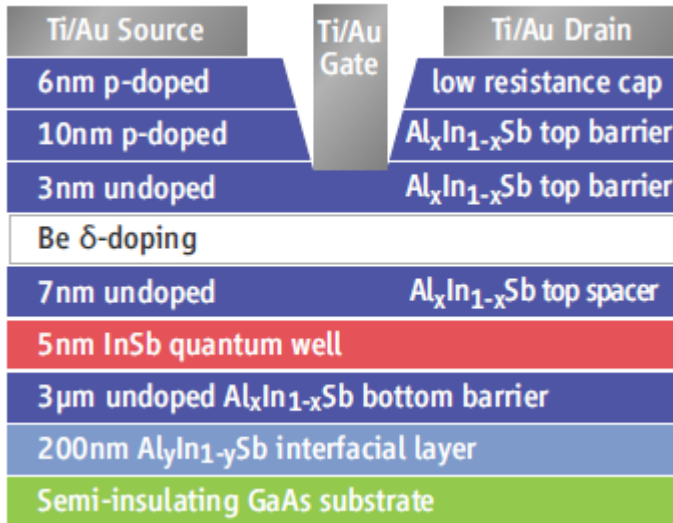 Ti/Au Source
Ti/Au
Gate
Ti/Au Drain
6nm p-doped low resistance cap
10nm p-doped AlxIn1-xSb top barrier
3nm undoped AlxIn1-xSb top barrier
Be δ-doping
7nm undoped AlxIn1-xSb top spacer
5nm InSb quantum well
3µm undoped AlxIn1-xSb bottom barrier
200nm AlyIn1-ySb interfacial layer
Semi-insulating GaAs substrate